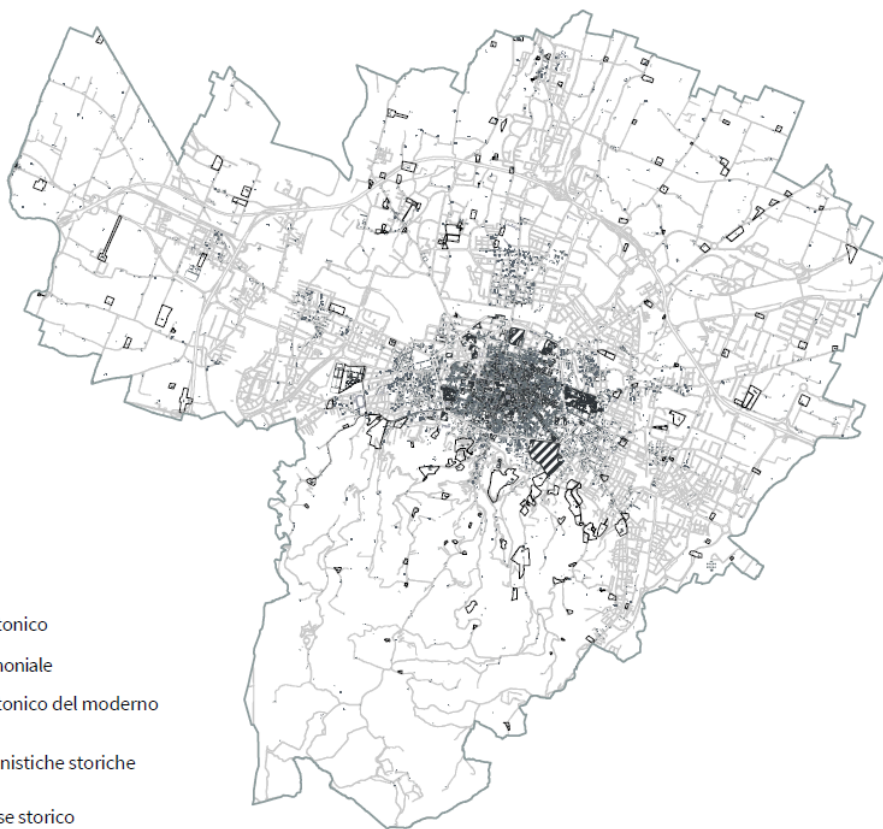 tonico
noniale
tonico del moderno
nistiche storiche
se storico